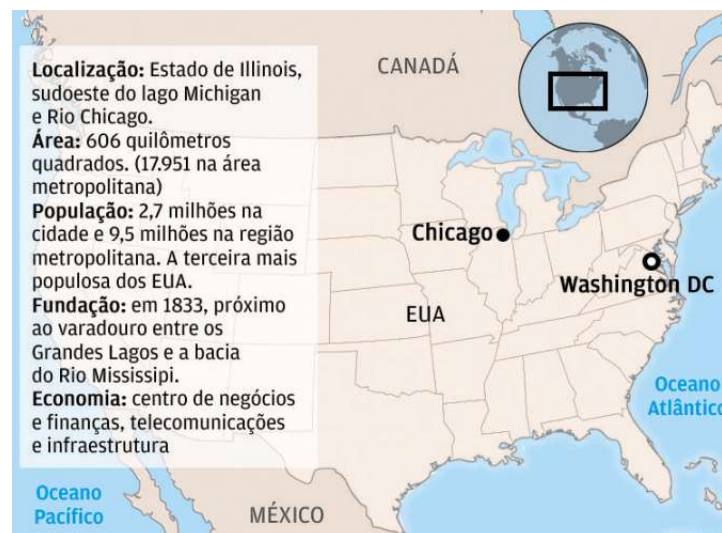 Localização: Estado de Illinois,
sudoeste do lago Michigan
e Rio Chicago.
Área: 606 quilômetros
quadrados. (17.951 na área
metropolitana)
População: 2,7 milhões na
cidade e 9,5 milhões na região
metropolitana. A terceira mais
populosa dos EUA.
Fundação: em 1833, próximo
ao varadouro entre os
Grandes Lagos e a bacia
do Rio Mississipi.
Economia: centro de negócios
e finanças, telecomunicações
e infraestrutura
CANADÁ
Chicago
Washington DC
EUA
Oceano
Atlântico
Oceano
Pacífico
MÉXICO